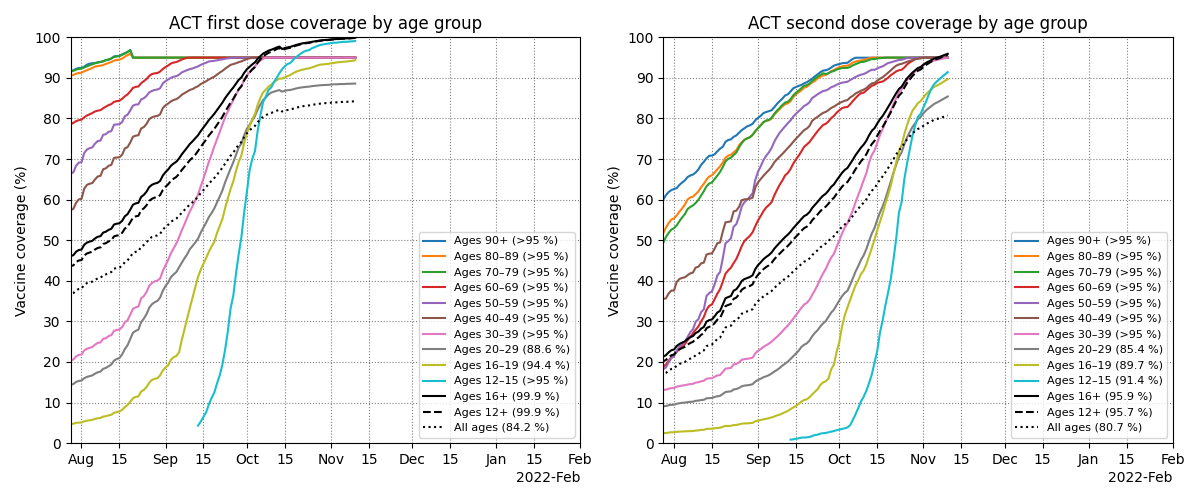 ACT first dose coverage by age group
Vaccine coverage (%)
100
90
80
70
60
50
40
30
20
10
0
Ages 90+ (>95 %)
Ages 80–89 (>95 %)
Ages 70–79 (>95 %)
Ages 60–69 (>95 %)
Ages 50–59 (>95 %)
Ages 40–49 (>95 %)
Ages 30–39 (>95 %)
Ages 20–29 (88.6 %)
Ages 16–19 (94.4 %)
Ages 12–15 (>95 %)
Ages 16+ (99.9 %)
Ages 12+ (99.9 %)
All ages (84.2 %)
Aug 15 Sep 15 Oct 15 Nov 15 Dec 15 Jan 15 Feb
2022-Feb
ACT second dose coverage by age group
Vaccine coverage (%)
100
90
80
70
60
50
40
30
20
10
0
Ages 90+ (>95 %)
Ages 80–89 (>95 %)
Ages 70–79 (>95 %)
Ages 60–69 (>95 %)
Ages 50–59 (>95 %)
Ages 40–49 (>95 %)
Ages 30–39 (>95 %)
Ages 20–29 (85.4 %)
Ages 16–19 (89.7 %)
Ages 12–15 (91.4 %)
Ages 16+ (95.9 %)
Ages 12+ (95.7 %)
All ages (80.7 %)
Aug 15 Sep 15 Oct 15 Nov 15 Dec 15 Jan 15 Feb
2022-Feb